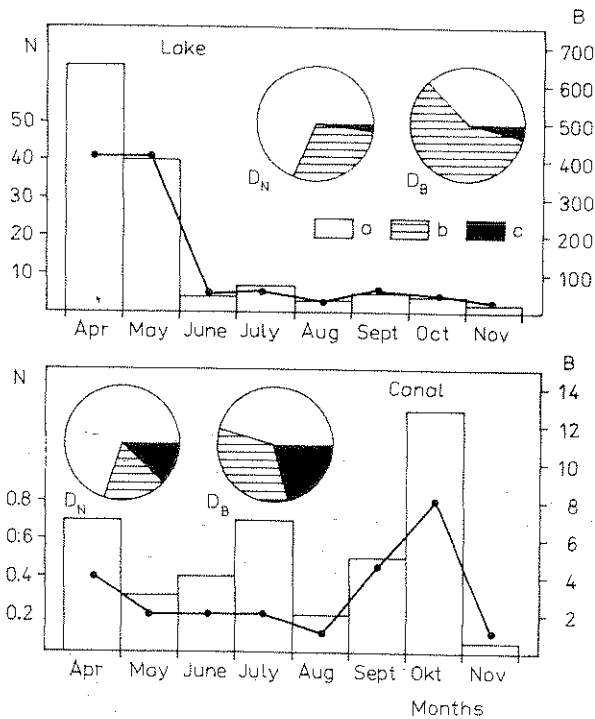 N
Lake
B
700
600
500
400
300
200
100
50
40
30
20
10
D_N
D_B
a
b
c
Apr May June July Aug Sept Oct Nov
N
Canal
B
14
12
10
8
6
4
2
0.8
0.6
0.4
0.2
D_N
D_B
Apr May June July Aug Sept Okt Nov
Months